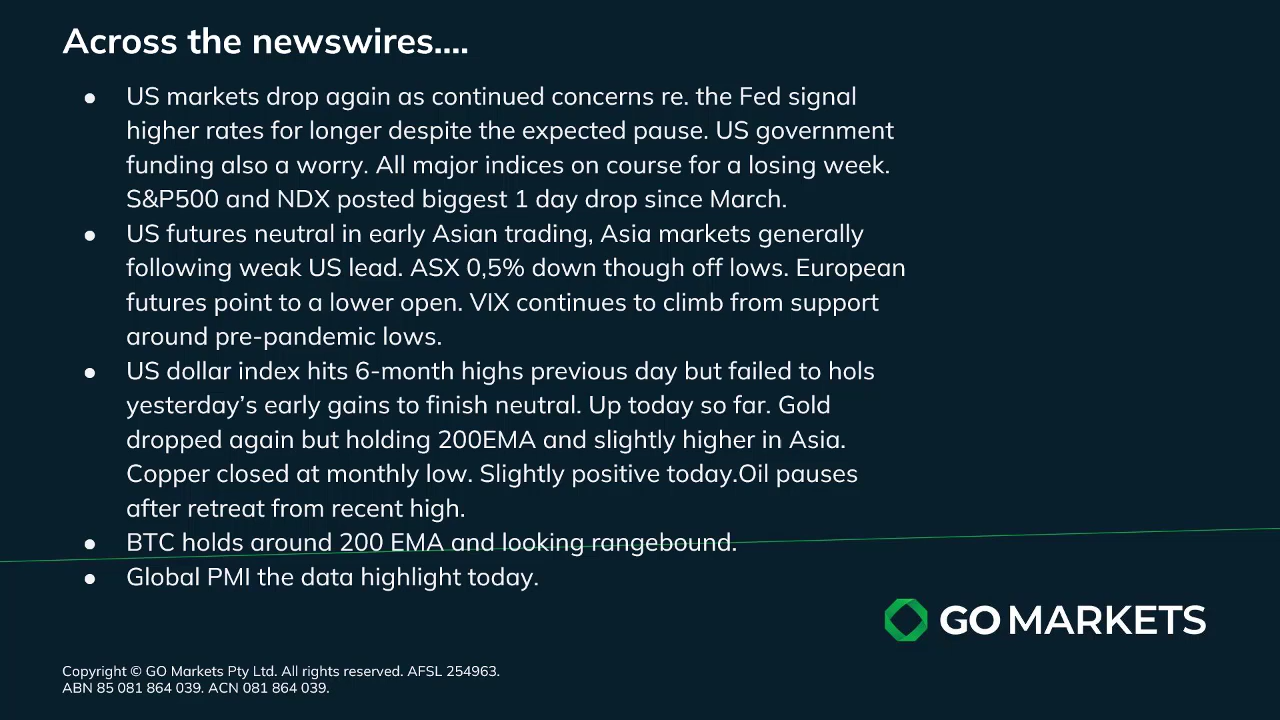 Across the newswires....
● US markets drop again as continued concerns re. the Fed signal
higher rates for longer despite the expected pause. US government
funding also a worry. All major indices on course for a losing week.
S&P500 and NDX posted biggest 1 day drop since March.
● US futures neutral in early Asian trading, Asia markets generally
following weak US lead. ASX 0,5% down though off lows. European
futures point to a lower open. VIX continues to climb from support
around pre-pandemic lows.
● US dollar index hits 6-month highs previous day but failed to hols
yesterday’s early gains to finish neutral. Up today so far. Gold
dropped again but holding 200EMA and slightly higher in Asia.
Copper closed at monthly low. Slightly positive today.Oil pauses
after retreat from recent high.
● BTC holds around 200 EMA and looking rangebound.
● Global PMI the data highlight today.
GO MARKETS
Copyright © GO Markets Pty Ltd. All rights reserved. AFSL 254963.
ABN 85 081 864 039. ACN 081 864 039.